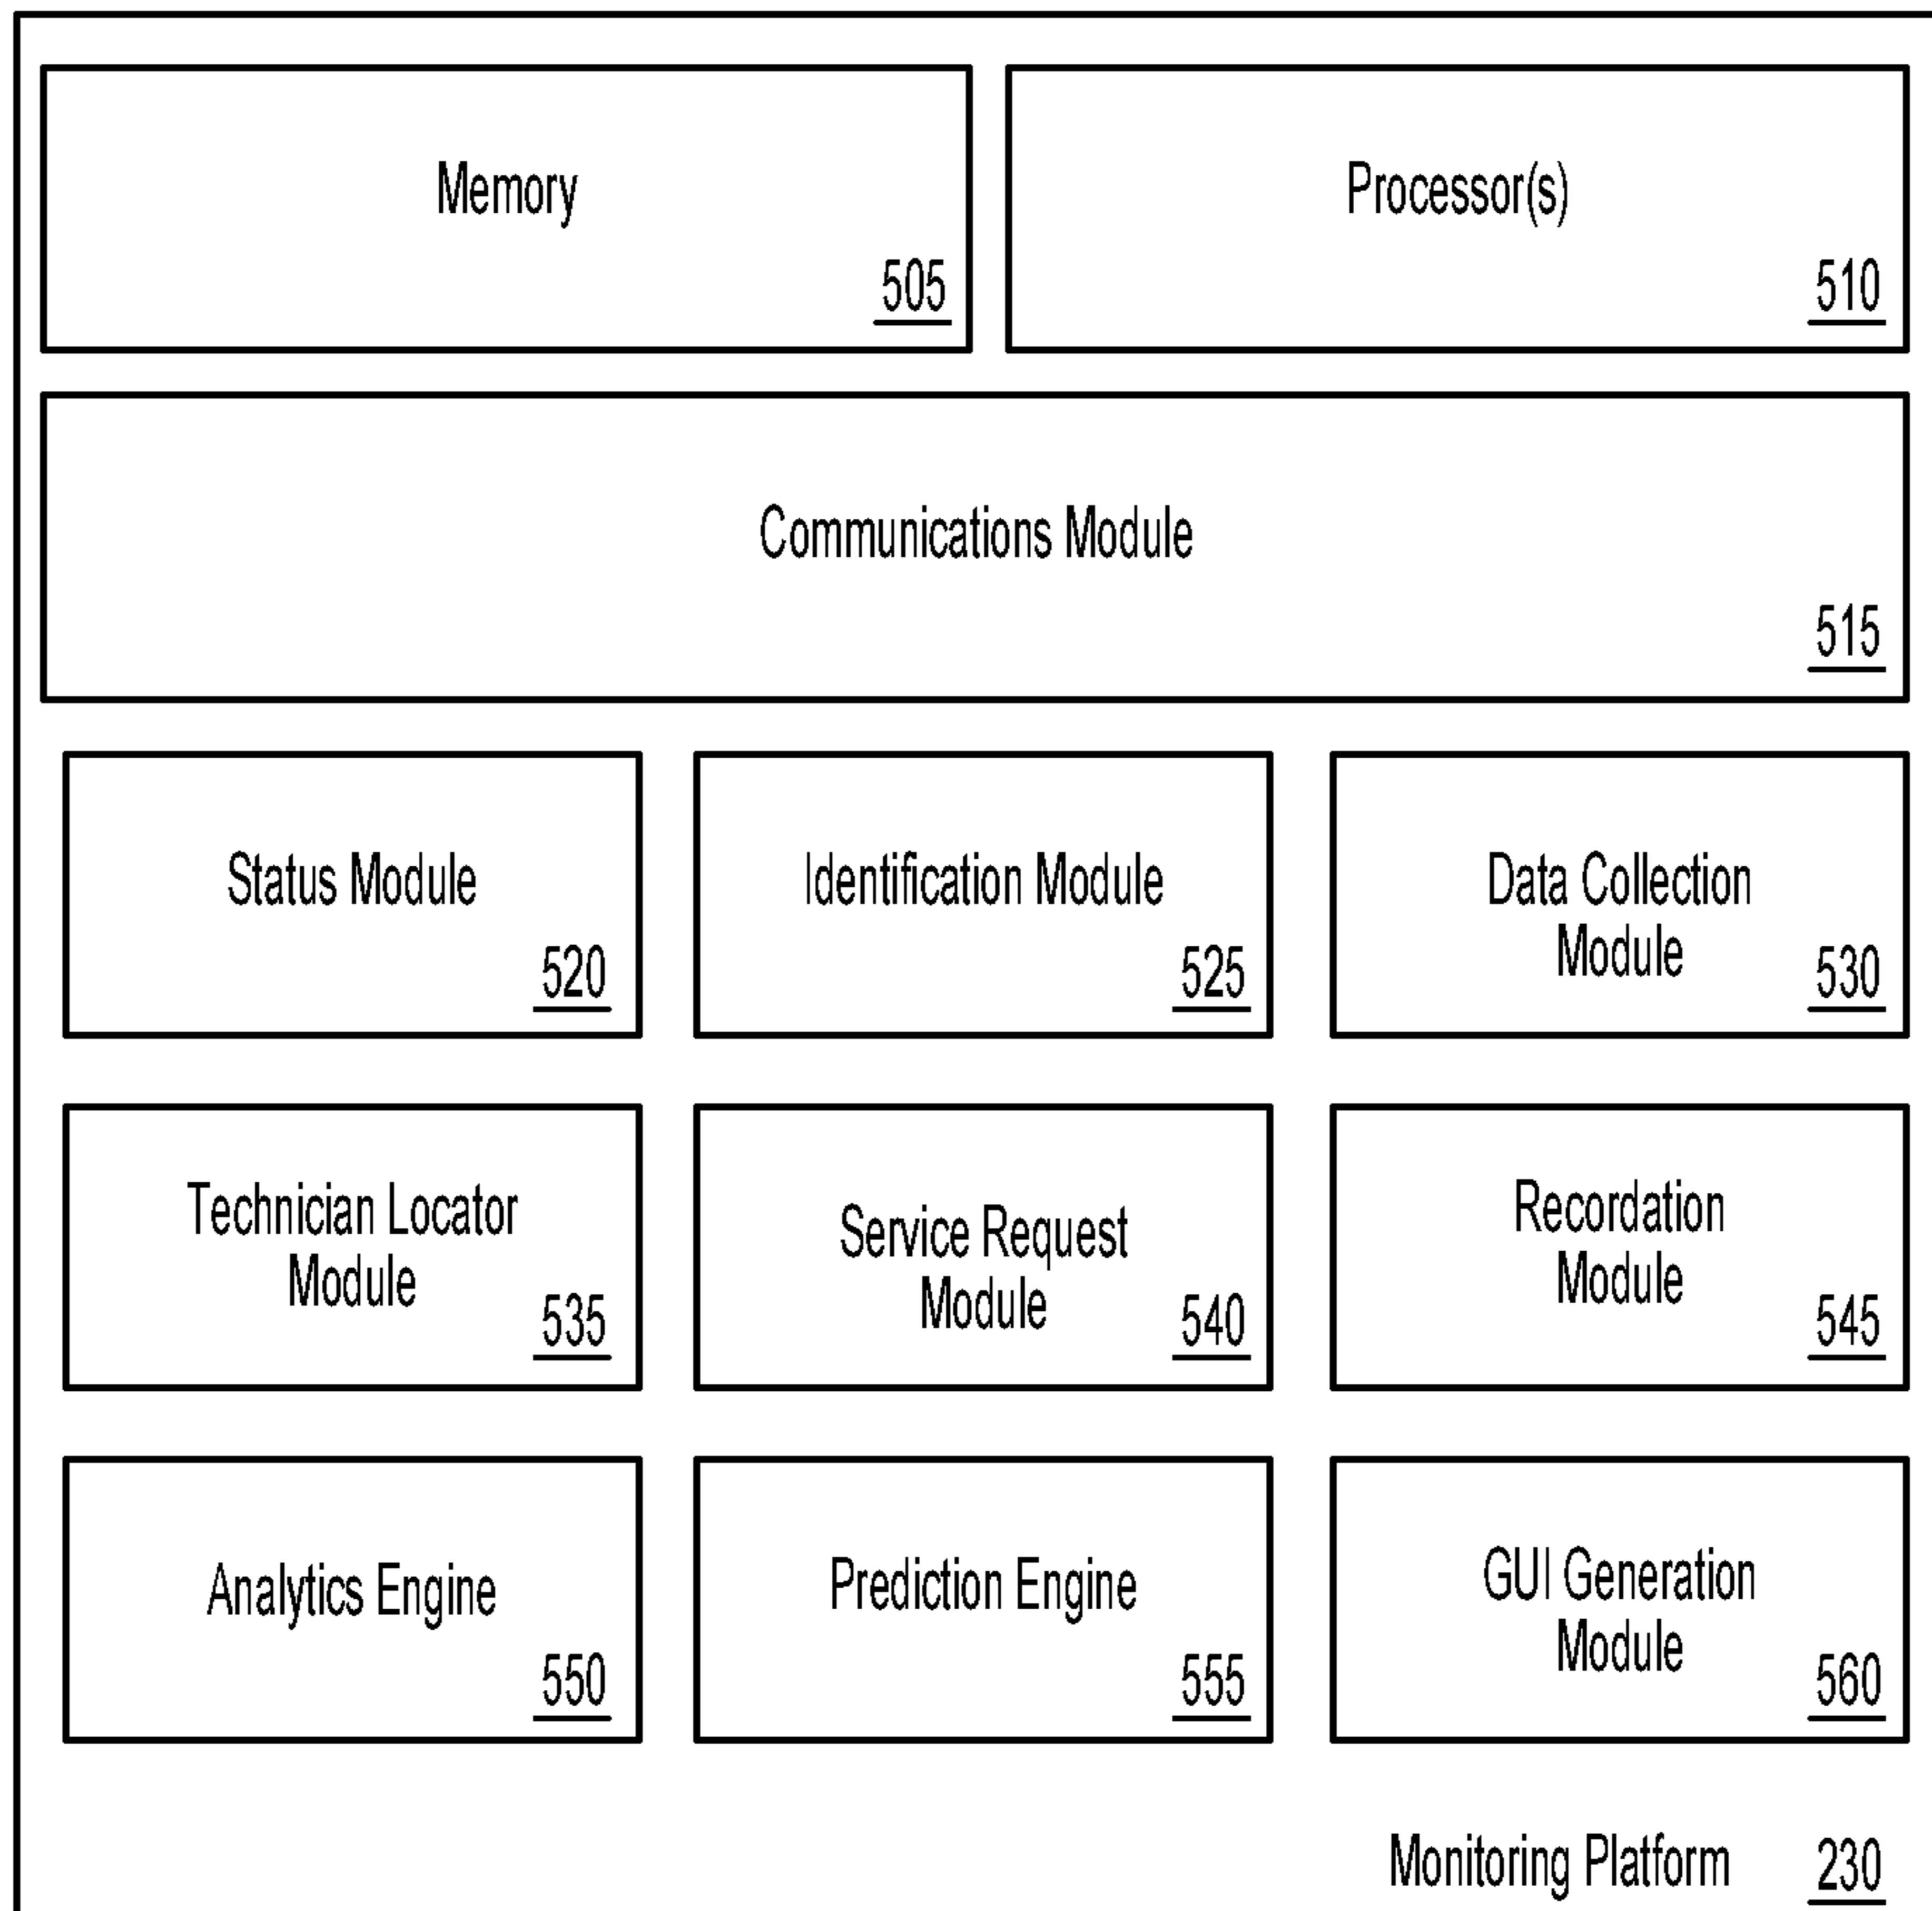 Memory
505
Processor(s)
510
Communications Module
515
Status Module
520
Identification Module
525
Data Collection
Module
530
Technician Locator
Module
535
Service Request
Module
540
Recordation
Module
545
Analytics Engine
550
Prediction Engine
555
GUI Generation
Module
560
Monitoring Platform 230